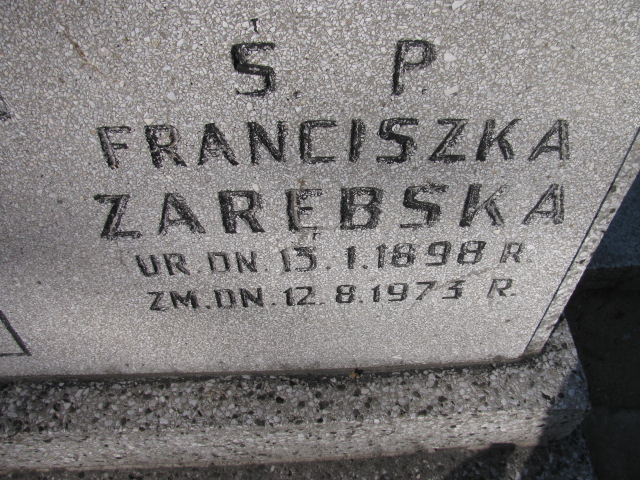 Ś. P.
FRANCISZKA
ZARĘBSKA
UR. DN. 13.1.1898 R.
ZM. DN. 12.8.1973 R.